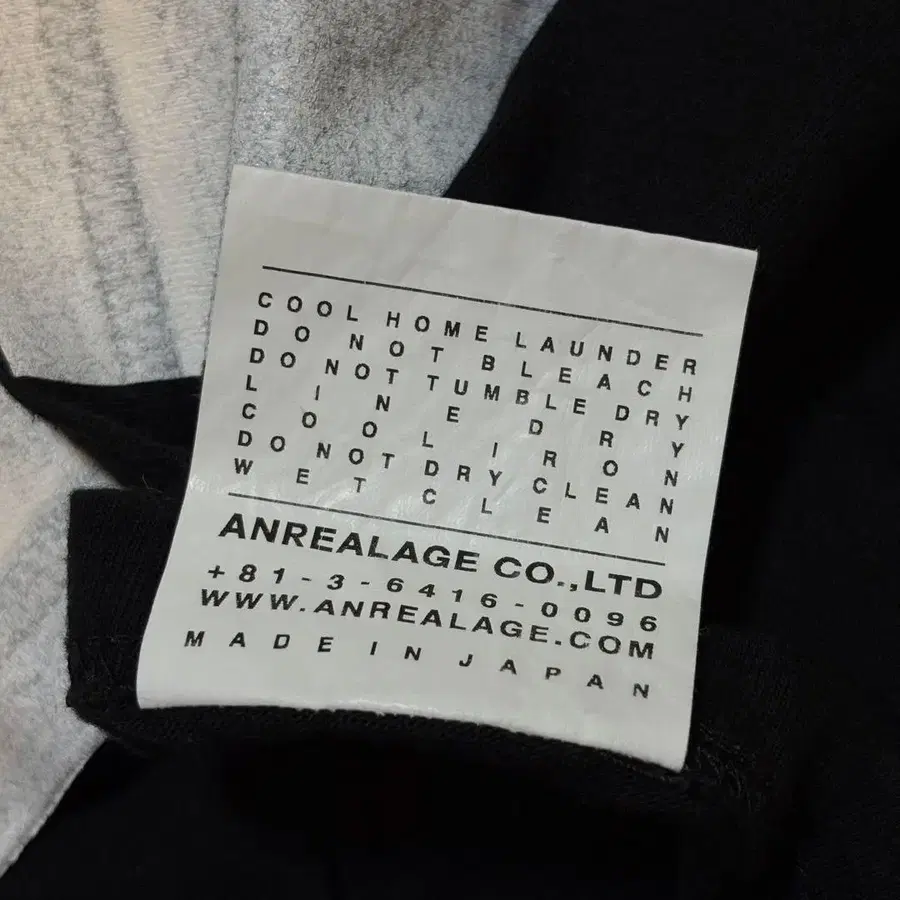 COOL HOME LAUNDER
DO NOT BLEACH
DO NOT TUMBLE DRY
LINE DRY
COOL IRON
DO NOT DRY CLEAN
WET CLEAN
ANREALAGE CO.,LTD
+81-3-6416-0096
WWW.ANREALAGE.COM
MADE IN JAPAN